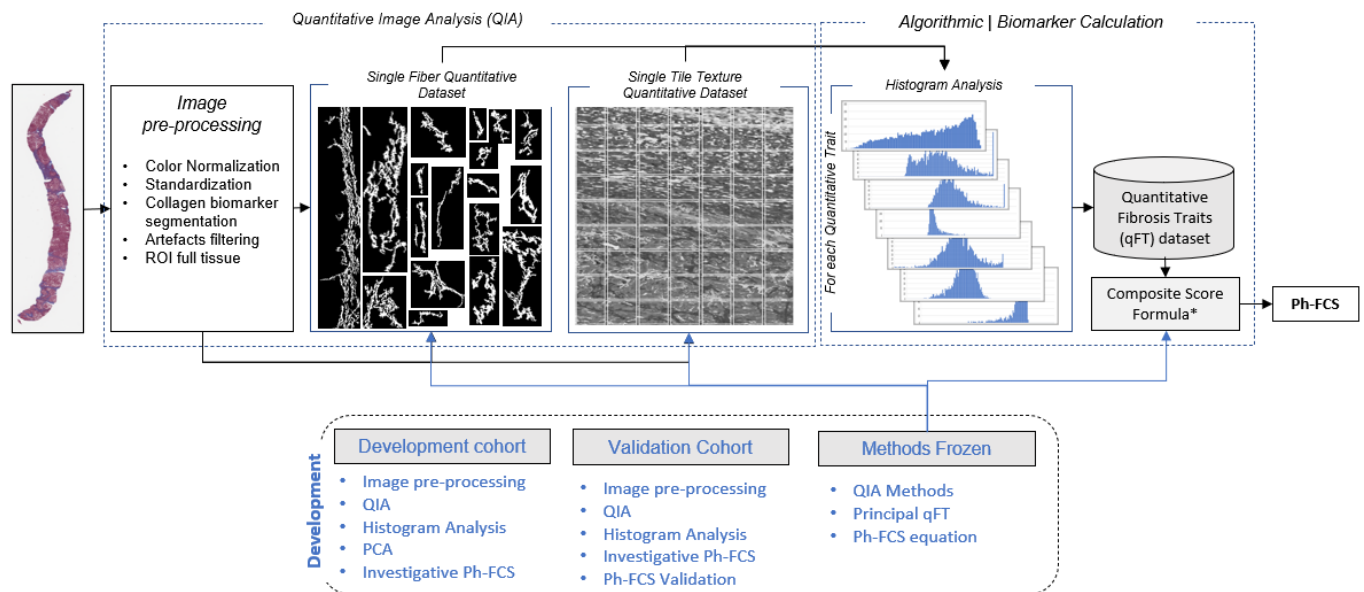 Quantitative Image Analysis (QIA)
Algorithmic | Biomarker Calculation
Image
pre-processing
• Color Normalization
• Standardization
• Collagen biomarker
segmentation
• Artefacts filtering
• ROI full tissue
Single Fiber Quantitative
Dataset
Single Tile Texture
Quantitative Dataset
Histogram Analysis
For each Quantitative Trait
Quantitative
Fibrosis Traits
(qFT) dataset
Composite Score
Formula*
Ph-FCS
Development
Development cohort
• Image pre-processing
• QIA
• Histogram Analysis
• PCA
• Investigative Ph-FCS
Validation Cohort
• Image pre-processing
• QIA
• Histogram Analysis
• Investigative Ph-FCS
• Ph-FCS Validation
Methods Frozen
• QIA Methods
• Principal qFT
• Ph-FCS equation